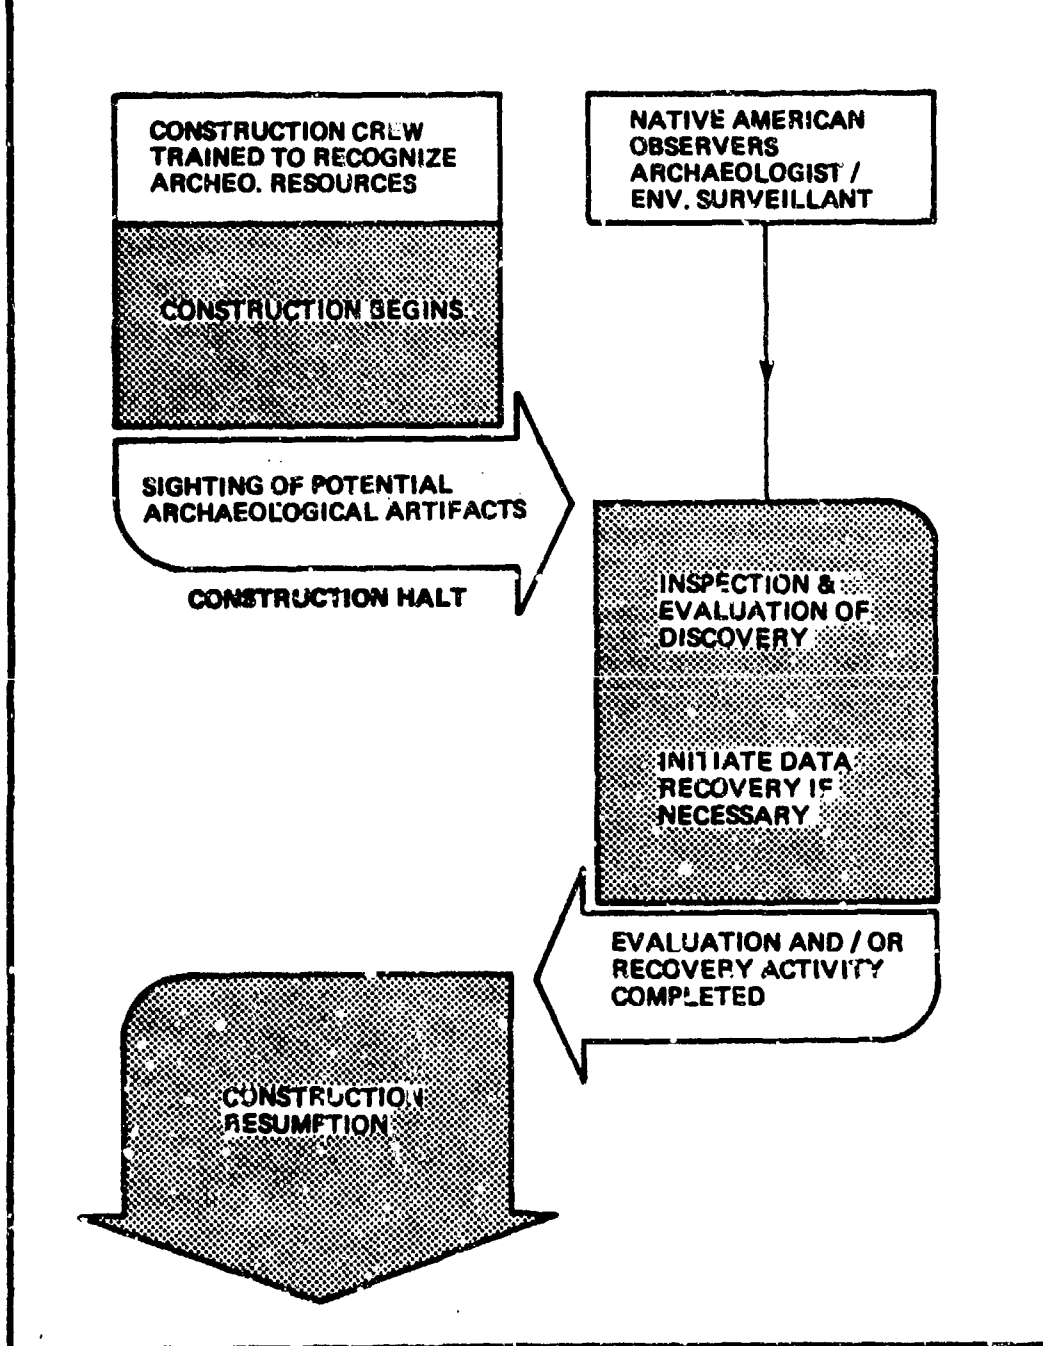 CONSTRUCTION CREW
TRAINED TO RECOGNIZE
ARCHEO. RESOURCES
NATIVE AMERICAN
OBSERVERS
ARCHAEOLOGIST /
ENV. SURVEILLANT
CONSTRUCTION BEGINS
SIGHTING OF POTENTIAL
ARCHAEOLOGICAL ARTIFACTS
CONSTRUCTION HALT
INSPECTION &
EVALUATION OF
DISCOVERY
INITIATE DATA
RECOVERY IF
NECESSARY
EVALUATION AND / OR
RECOVERY ACTIVITY
COMPLETED
CONSTRUCTION
RESUMPTION